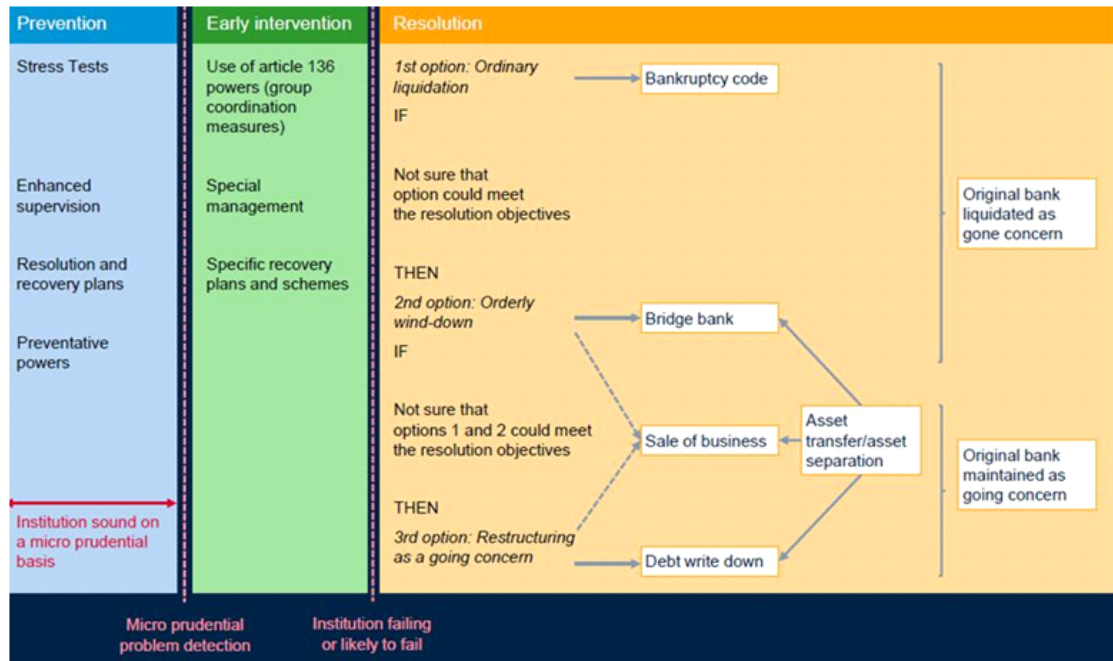 Prevention
Stress Tests
Enhanced
supervision
Resolution and
recovery plans
Preventative
powers
Institution sound on
a micro prudential
basis
Early intervention
Use of article 136
powers (group
coordination
measures)
Special
management
Specific recovery
plans and schemes
Resolution
1st option: Ordinary
liquidation
IF
Not sure that
option could meet
the resolution objectives
THEN
2nd option: Orderly
wind-down
IF
Not sure that
options 1 and 2 could meet
the resolution objectives
THEN
3rd option: Restructuring
as a going concern
Bankruptcy code
Bridge bank
Sale of business
Debt write down
Asset
transfer/asset
separation
Original bank
liquidated as
gone concern
Original bank
maintained as
going concern
Micro prudential
problem detection
Institution failing
or likely to fail